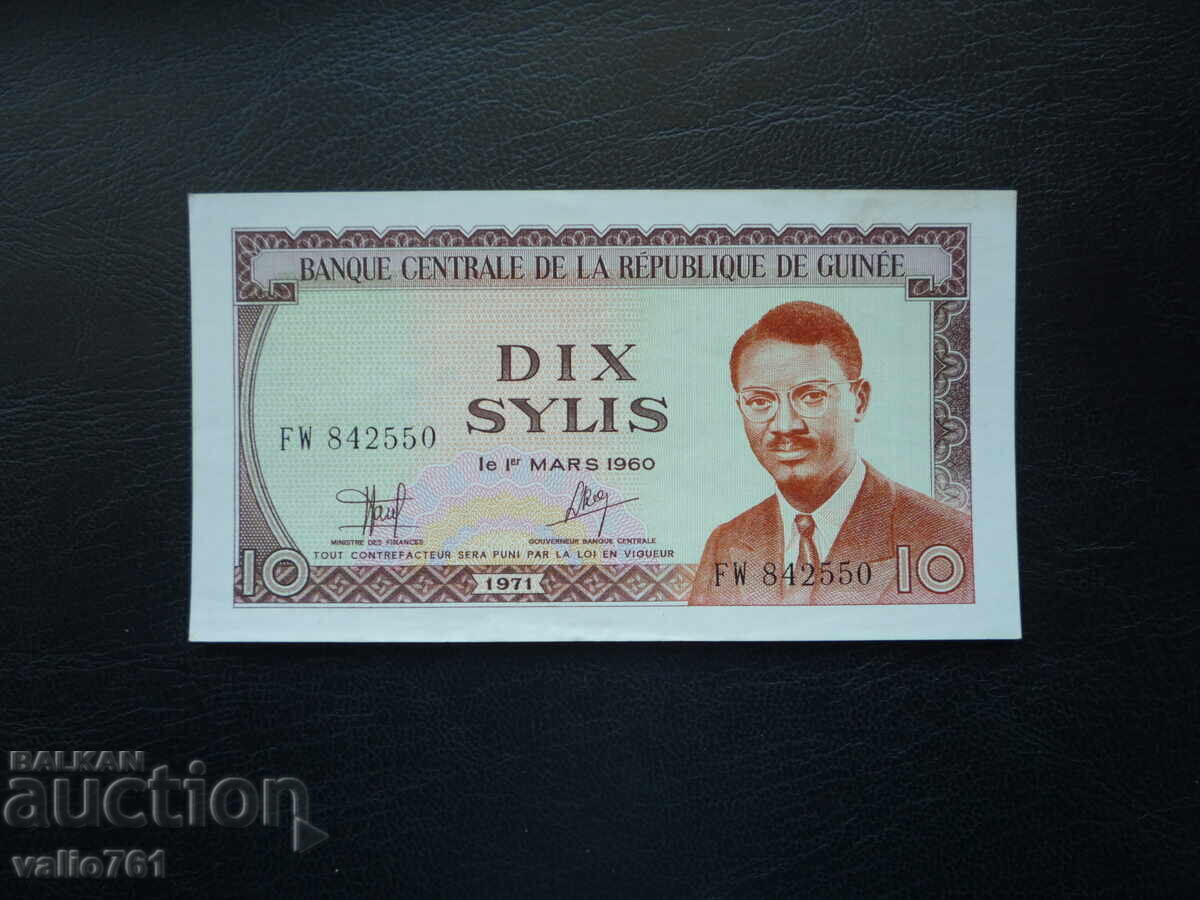 BANQUE CENTRALE DE LA RÉPUBLIQUE DE GUINÉE
DIX
SYLIS
FW 842550
le 1er MARS 1960
MINISTRE DES FINANCES
GOUVERNEUR BANQUE CENTRALE
TOUT CONTREFACTEUR SERA PUNI PAR LA LOI EN VIGUEUR
10
1971
FW 842550
10
BALKAN
auction
valio761